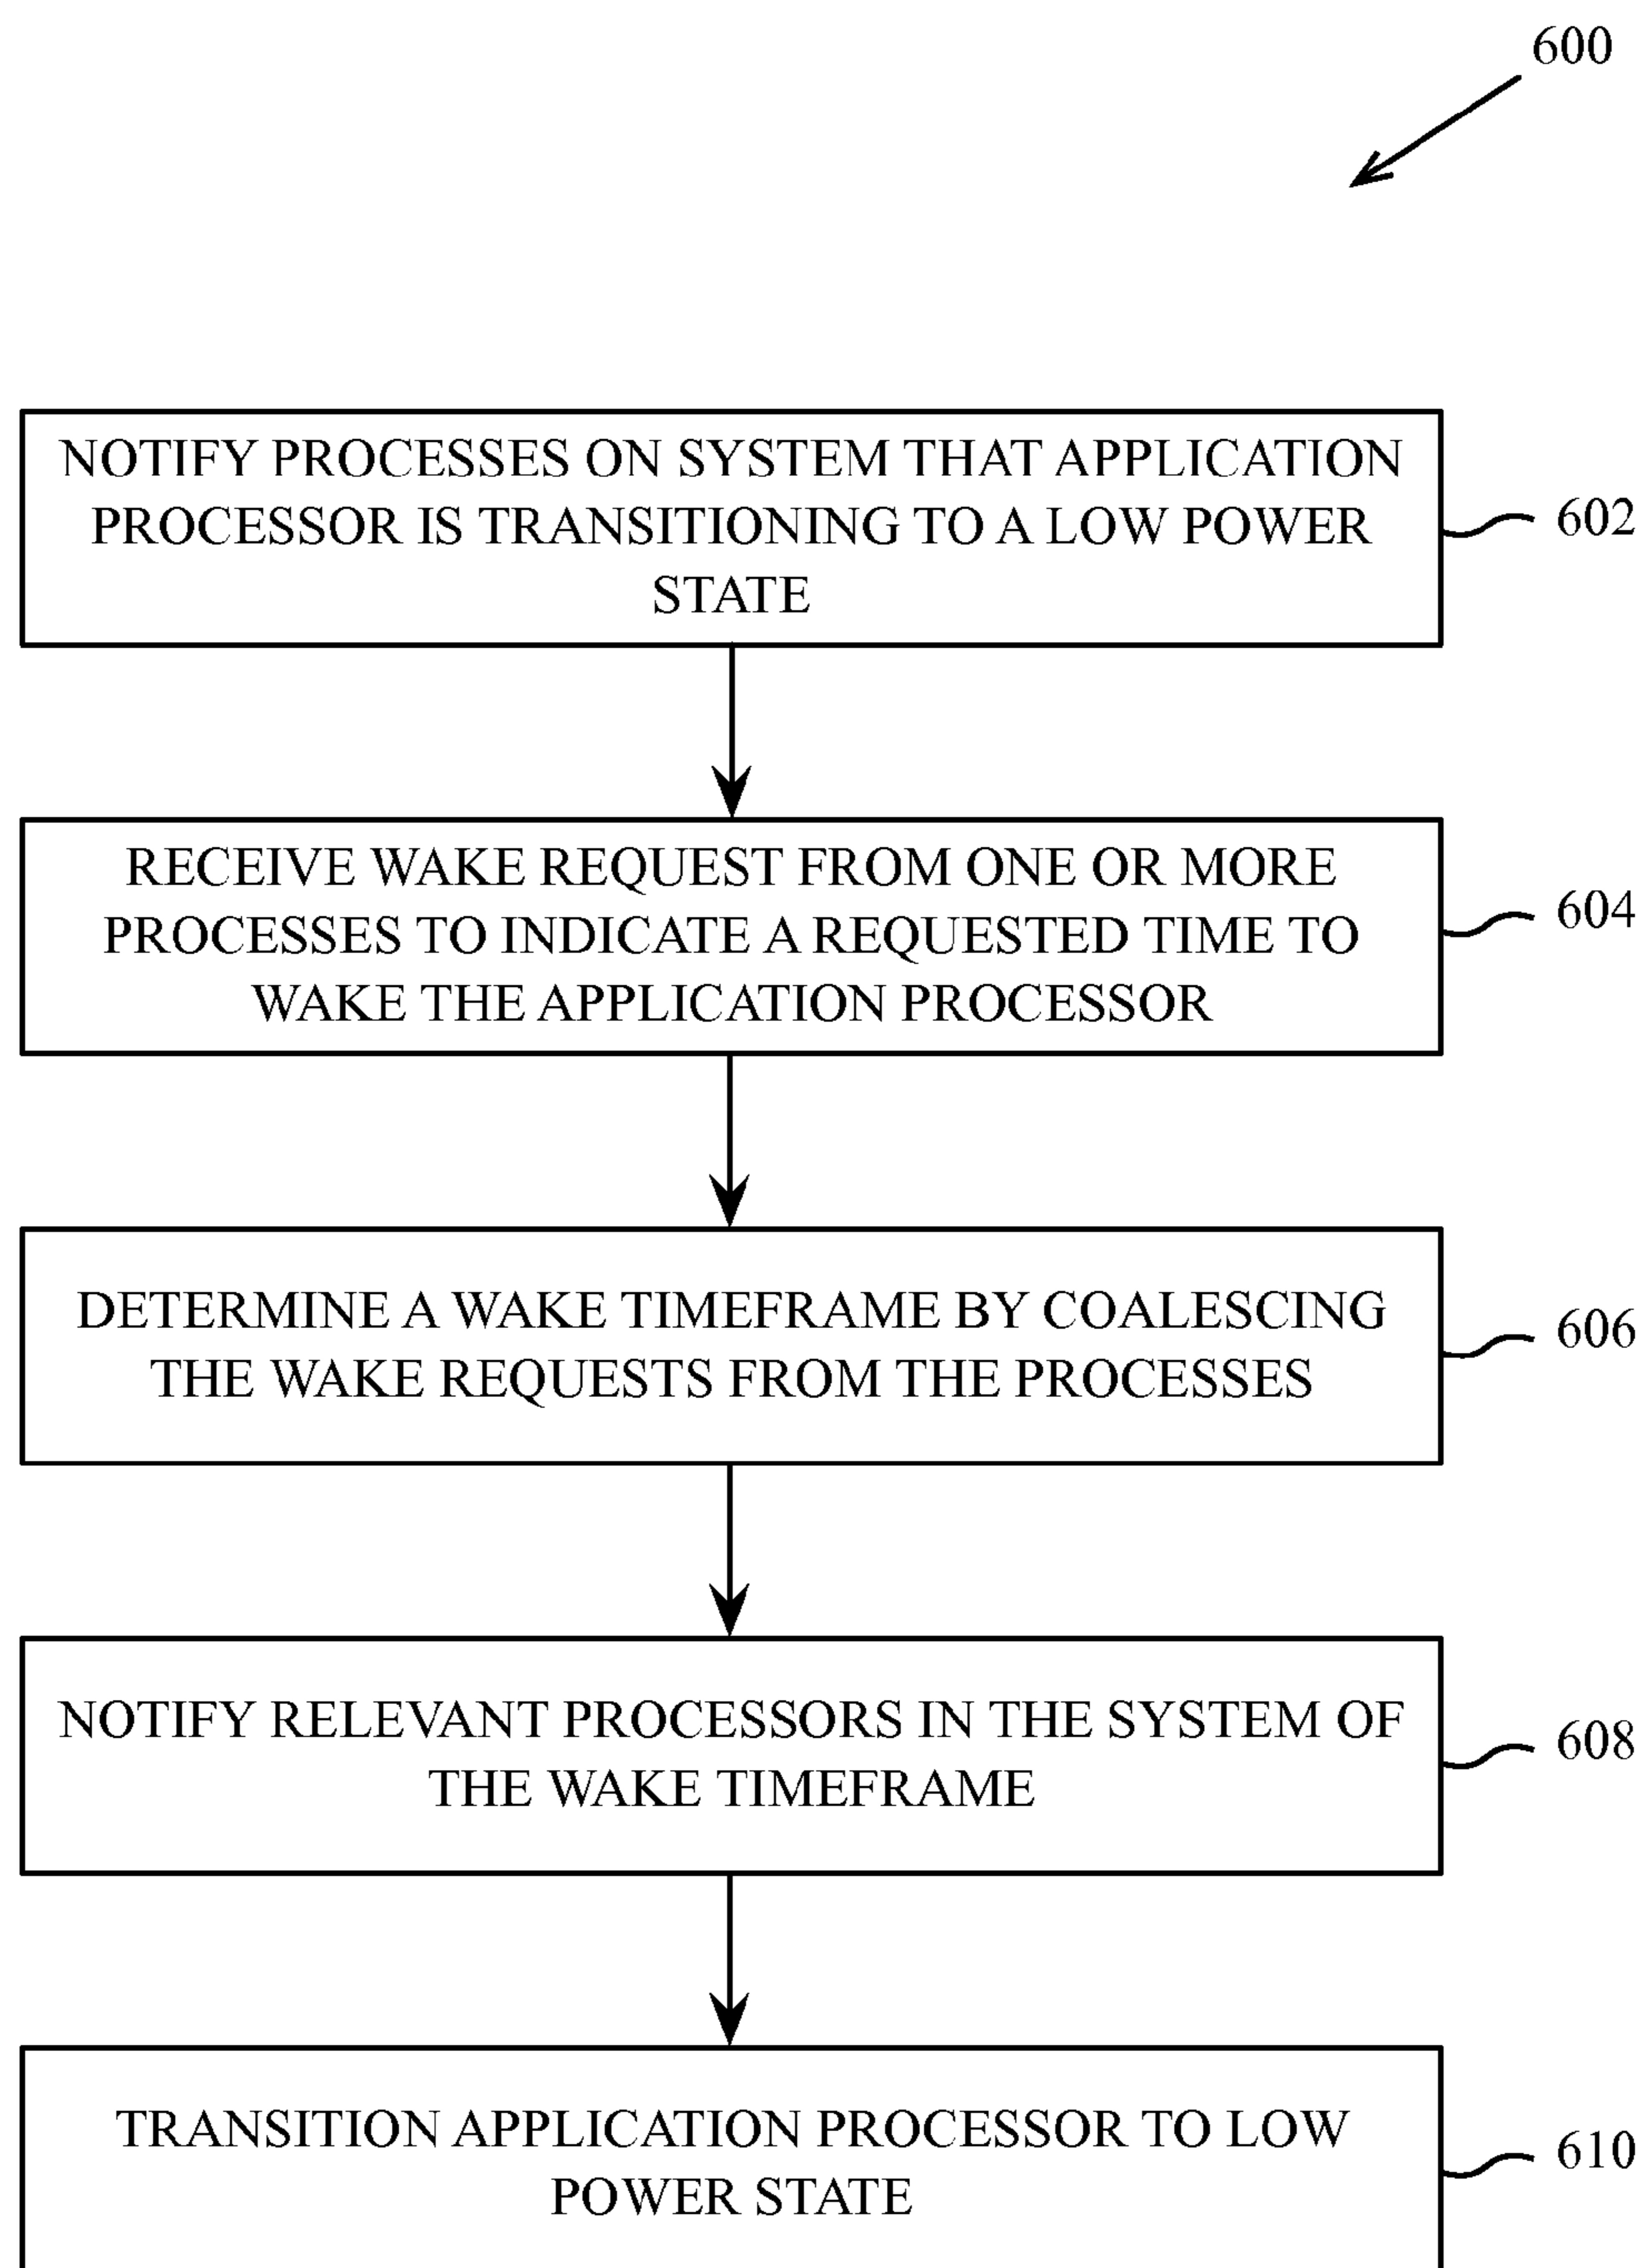 600
NOTIFY PROCESSES ON SYSTEM THAT APPLICATION
PROCESSOR IS TRANSITIONING TO A LOW POWER
STATE
602
RECEIVE WAKE REQUEST FROM ONE OR MORE
PROCESSES TO INDICATE A REQUESTED TIME TO
WAKE THE APPLICATION PROCESSOR
604
DETERMINE A WAKE TIMEFRAME BY COALESCING
THE WAKE REQUESTS FROM THE PROCESSES
606
NOTIFY RELEVANT PROCESSORS IN THE SYSTEM OF
THE WAKE TIMEFRAME
608
TRANSITION APPLICATION PROCESSOR TO LOW
POWER STATE
610